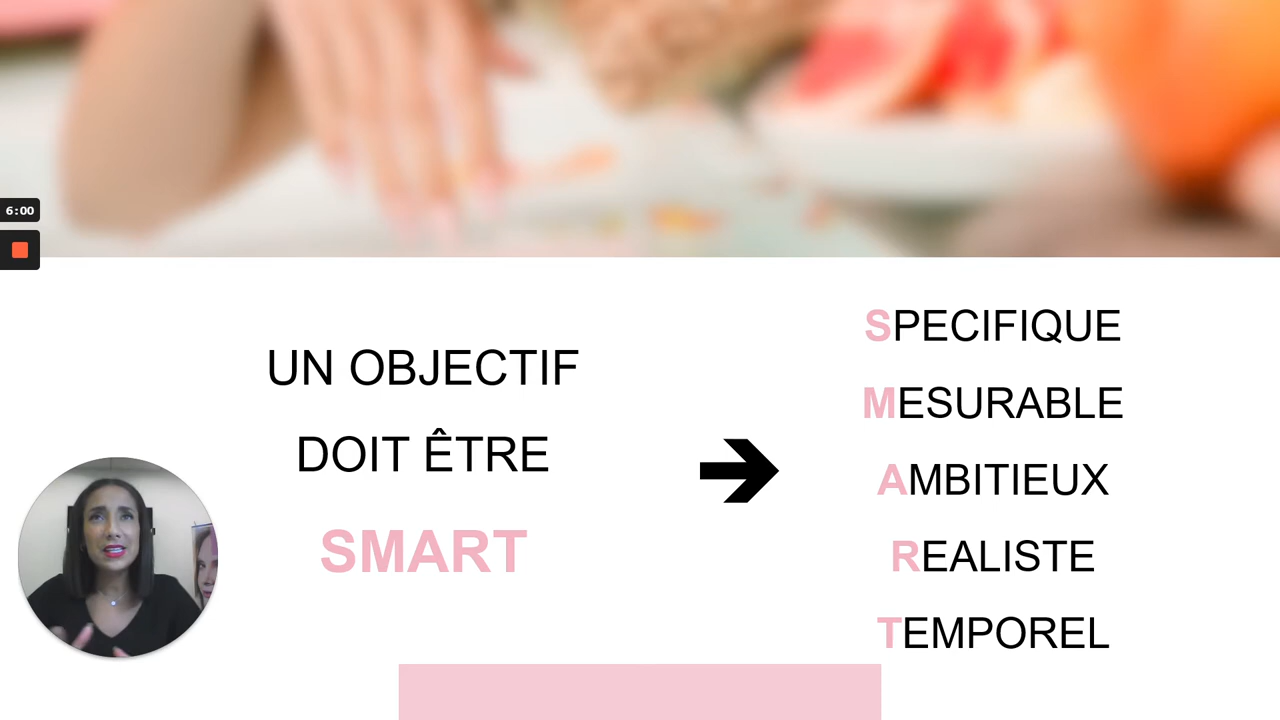 6:00
UN OBJECTIF
DOIT ÊTRE
SMART
SPECIFIQUE
MESURABLE
AMBITIEUX
REALISTE
TEMPOREL